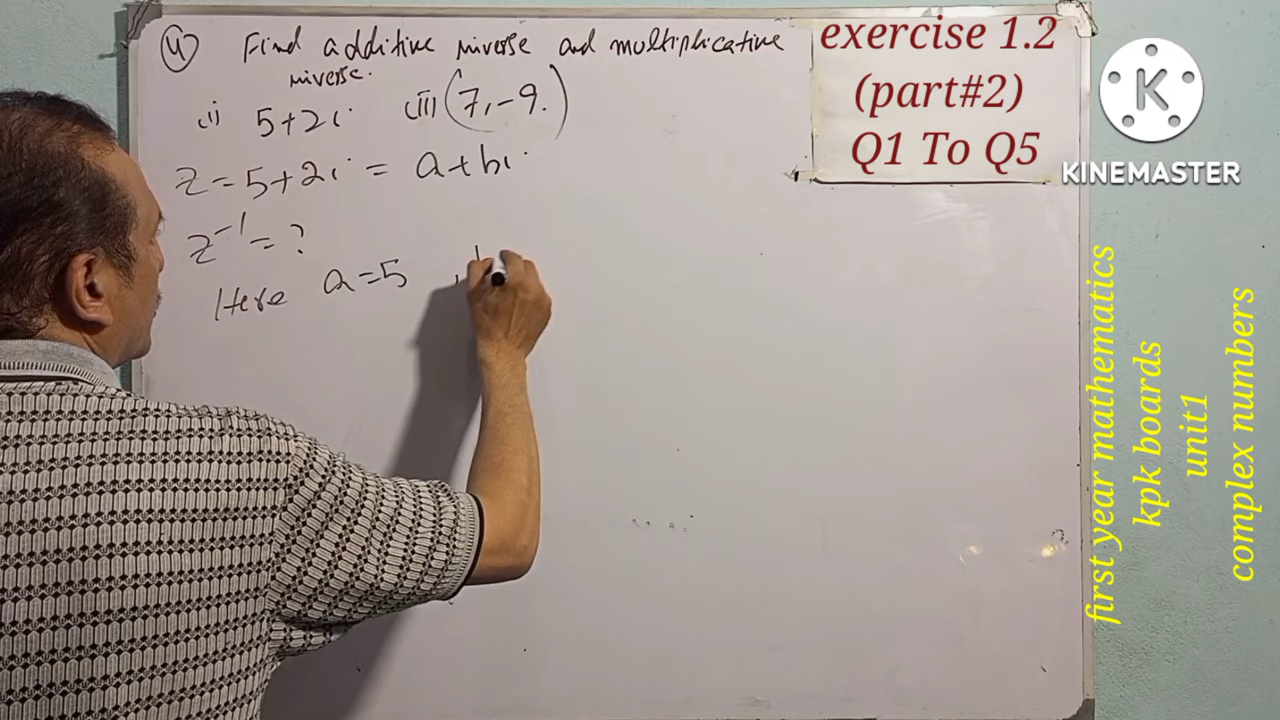 (4) Find additive inverse and multiplicative
inverse.
(i) 5+2i (ii) (7, -9.)
z = 5+2i = a+bi
z⁻¹ = ?
Here a=5 ,
exercise 1.2
(part#2)
Q1 To Q5
K
KINEMASTER
first year mathematics
kpk boards
unit1
complex numbers